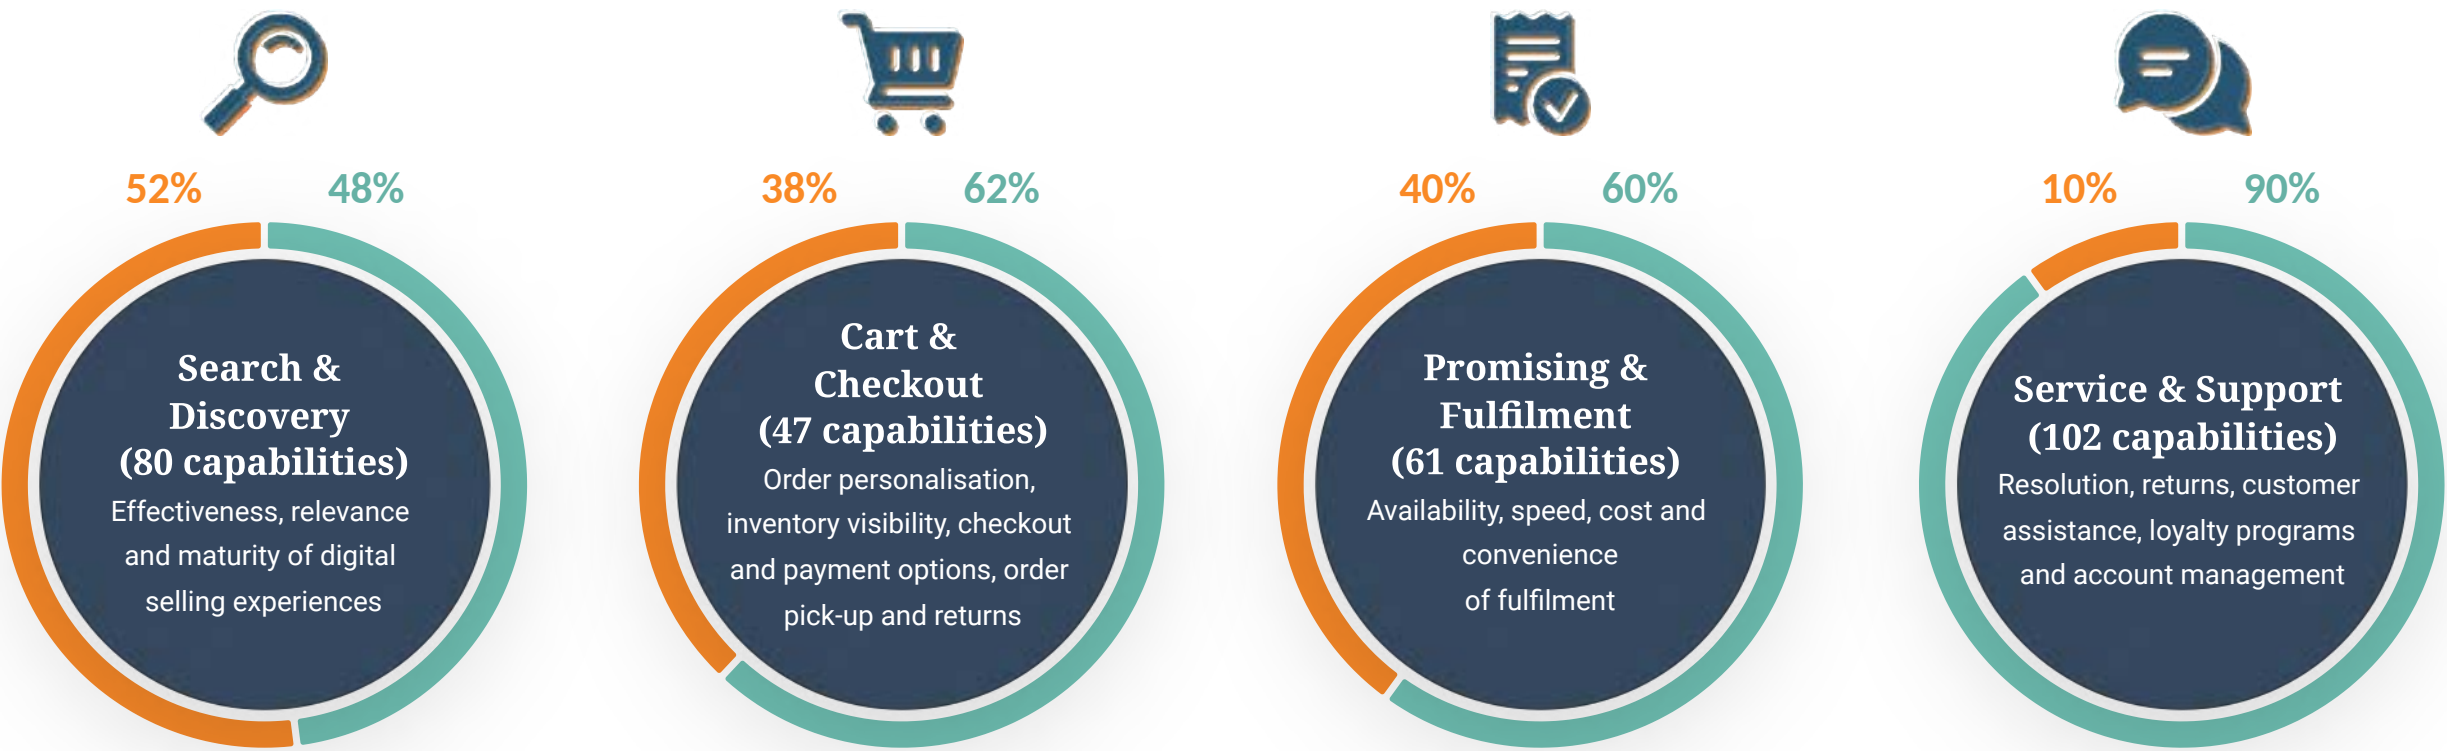 52% 48%
Search &
Discovery
(80 capabilities)
Effectiveness, relevance
and maturity of digital
selling experiences
38% 62%
Cart &
Checkout
(47 capabilities)
Order personalisation,
inventory visibility, checkout
and payment options, order
pick-up and returns
40% 60%
Promising &
Fulfilment
(61 capabilities)
Availability, speed, cost and
convenience
of fulfilment
10% 90%
Service & Support
(102 capabilities)
Resolution, returns, customer
assistance, loyalty programs
and account management